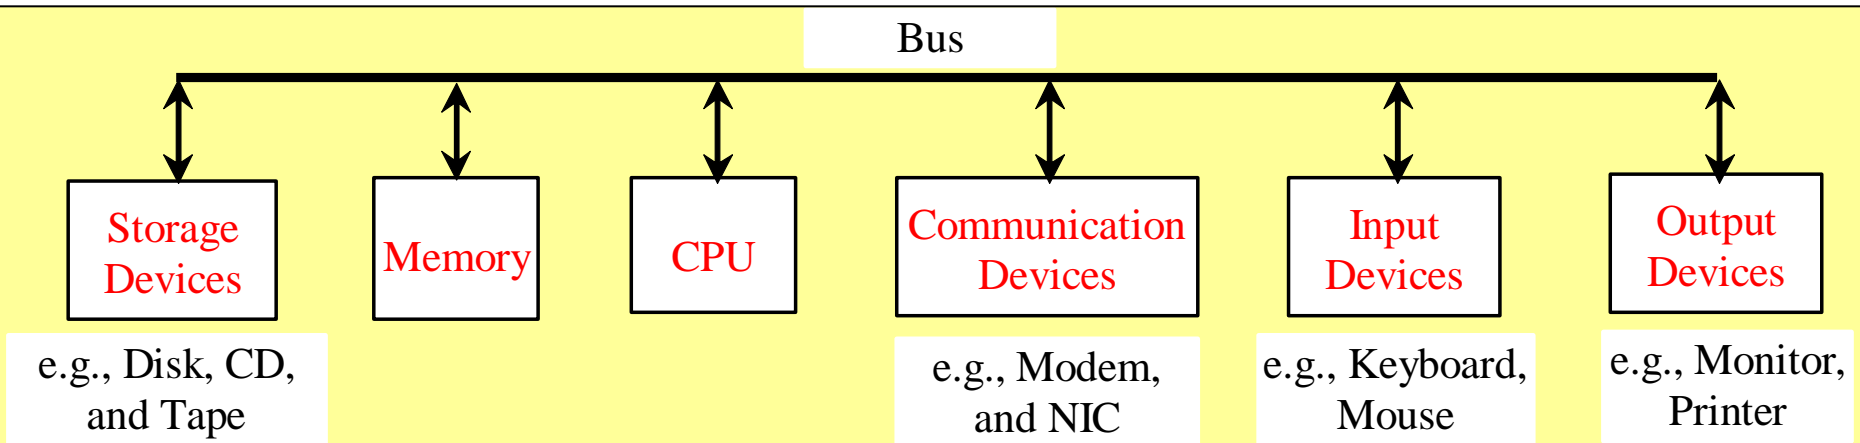 Bus
Storage
Devices
Memory
CPU
Communication
Devices
Input
Devices
Output
Devices
e.g., Disk, CD,
and Tape
e.g., Modem,
and NIC
e.g., Keyboard,
Mouse
e.g., Monitor,
Printer